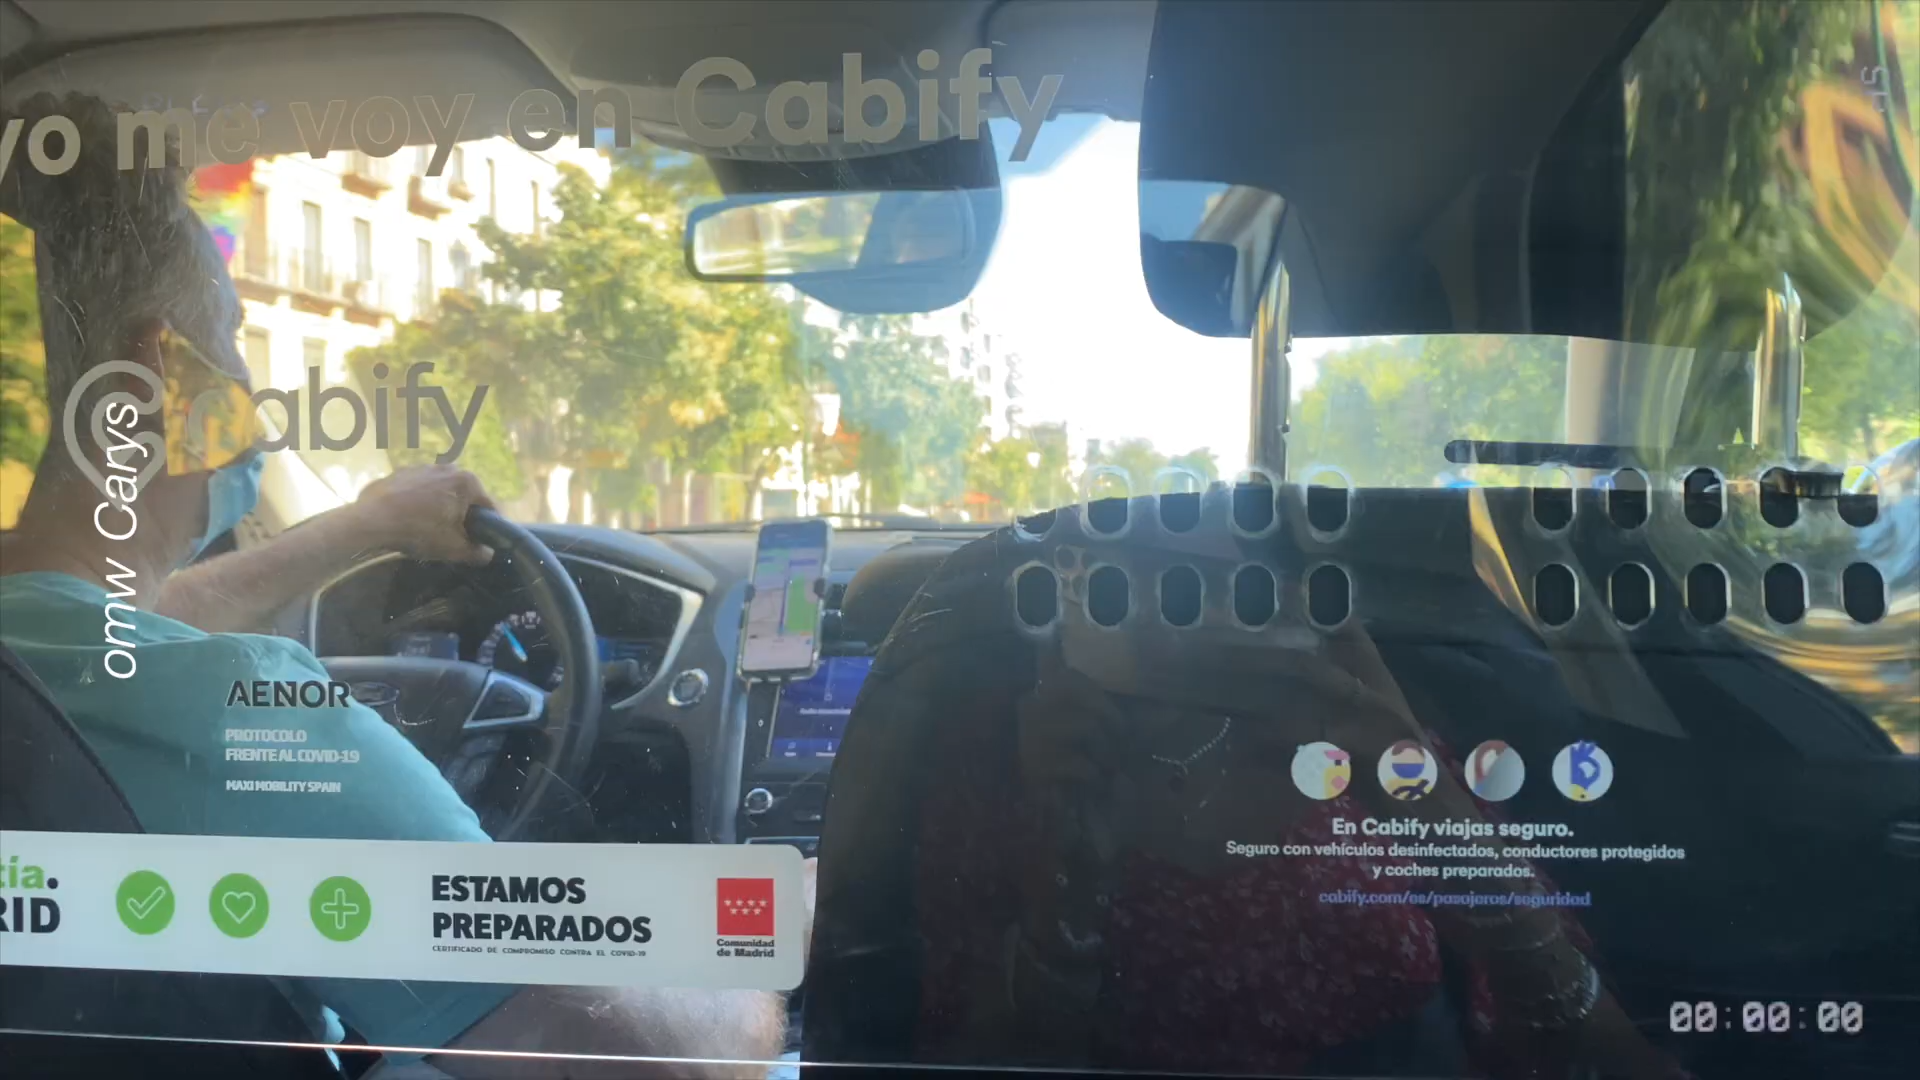 yo me voy en Cabify
cabify
omw Carys
AENOR
PROTOCOLO
FRENTE AL COVID-19
MAXI MOBILITY SPAIN
tía.
RID
ESTAMOS
PREPARADOS
CERTIFICADO DE COMPROMISO CONTRA EL COVID-19
Comunidad
de Madrid
En Cabify viajas seguro.
Seguro con vehículos desinfectados, conductores protegidos
y coches preparados.
cabify.com/es/pasajeros/seguridad
00:00:00